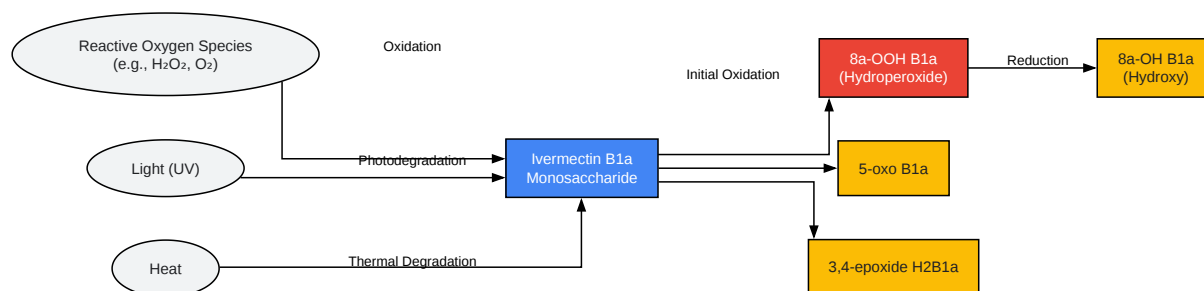 Reactive Oxygen Species
(e.g., H₂O₂, O₂)
Oxidation
Light (UV)
Photodegradation
Heat
Thermal Degradation
Ivermectin B1a
Monosaccharide
Initial Oxidation
8a-OOH B1a
(Hydroperoxide)
Reduction
8a-OH B1a
(Hydroxy)
5-oxo B1a
3,4-epoxide H2B1a